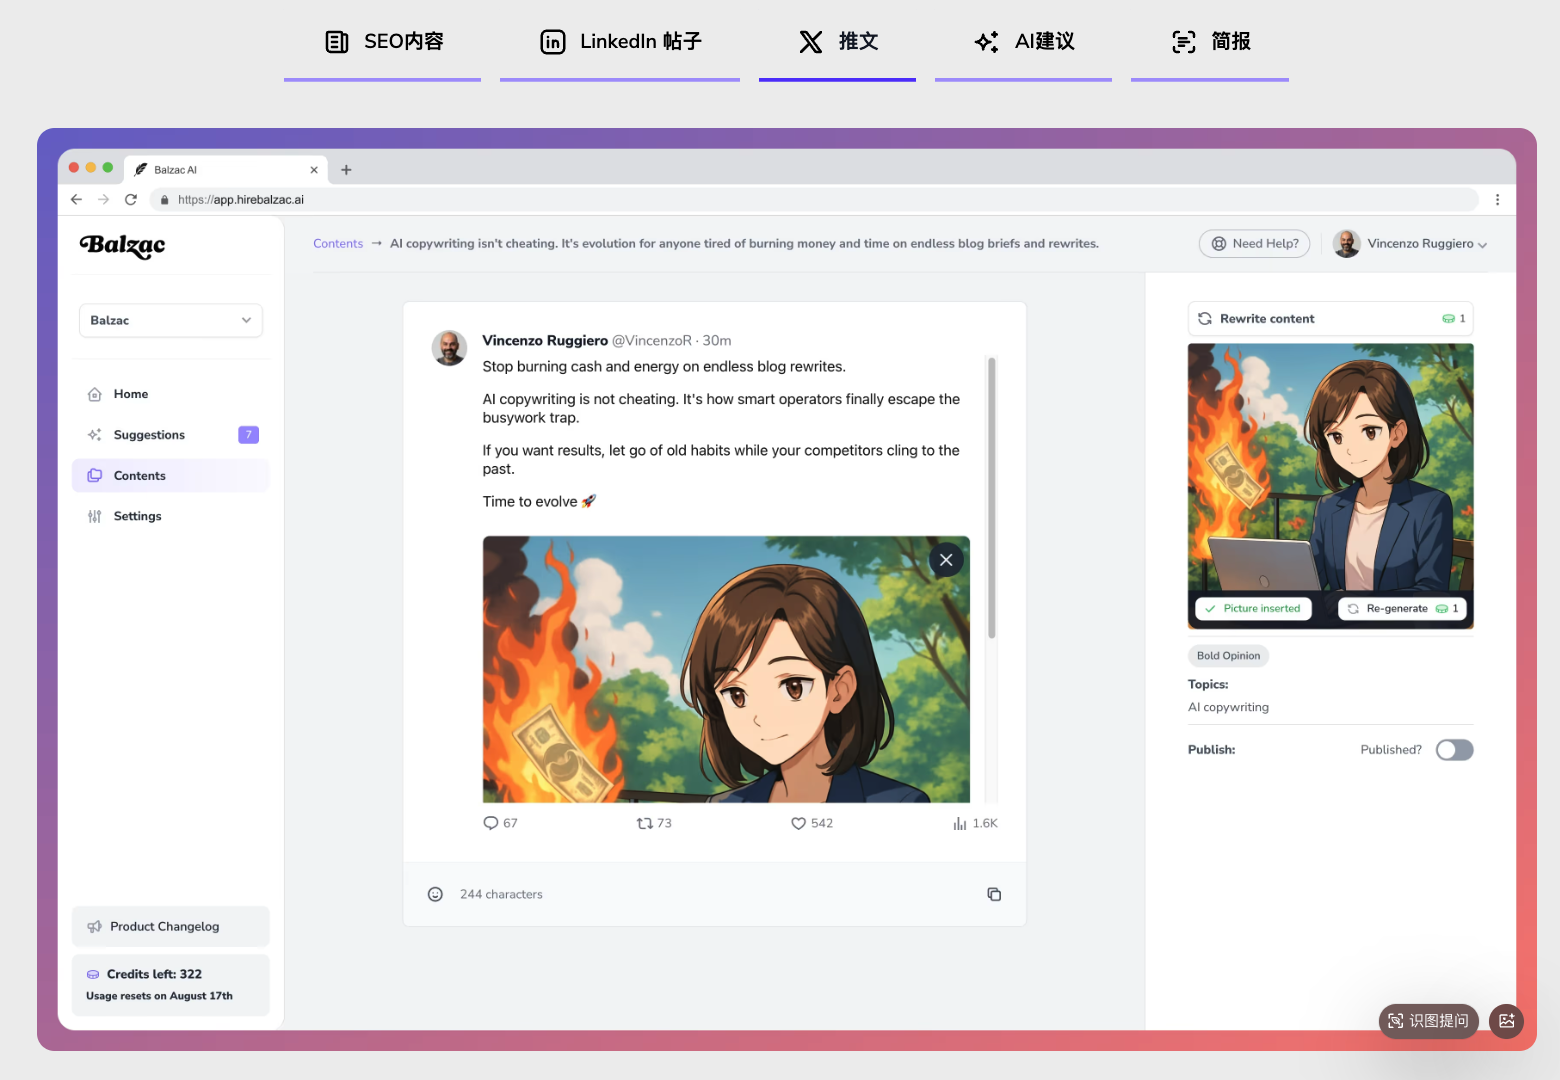 SEO内容
LinkedIn 帖子
推文
AI建议
简报
Balzac AI
https://app.hirebalzac.ai
Balzac
Contents → AI copywriting isn't cheating. It's evolution for anyone tired of burning money and time on endless blog briefs and rewrites.
Need Help?
Vincenzo Ruggiero
Balzac
Home
Suggestions 7
Contents
Settings
Product Changelog
Credits left: 322
Usage resets on August 17th
Vincenzo Ruggiero @VincenzoR · 30m
Stop burning cash and energy on endless blog rewrites.
AI copywriting is not cheating. It's how smart operators finally escape the
busywork trap.
If you want results, let go of old habits while your competitors cling to the
past.
Time to evolve 🚀
67
73
542
1.6K
244 characters
Rewrite content 1
Picture inserted
Re-generate 1
Bold Opinion
Topics:
AI copywriting
Publish:
Published?
识图提问